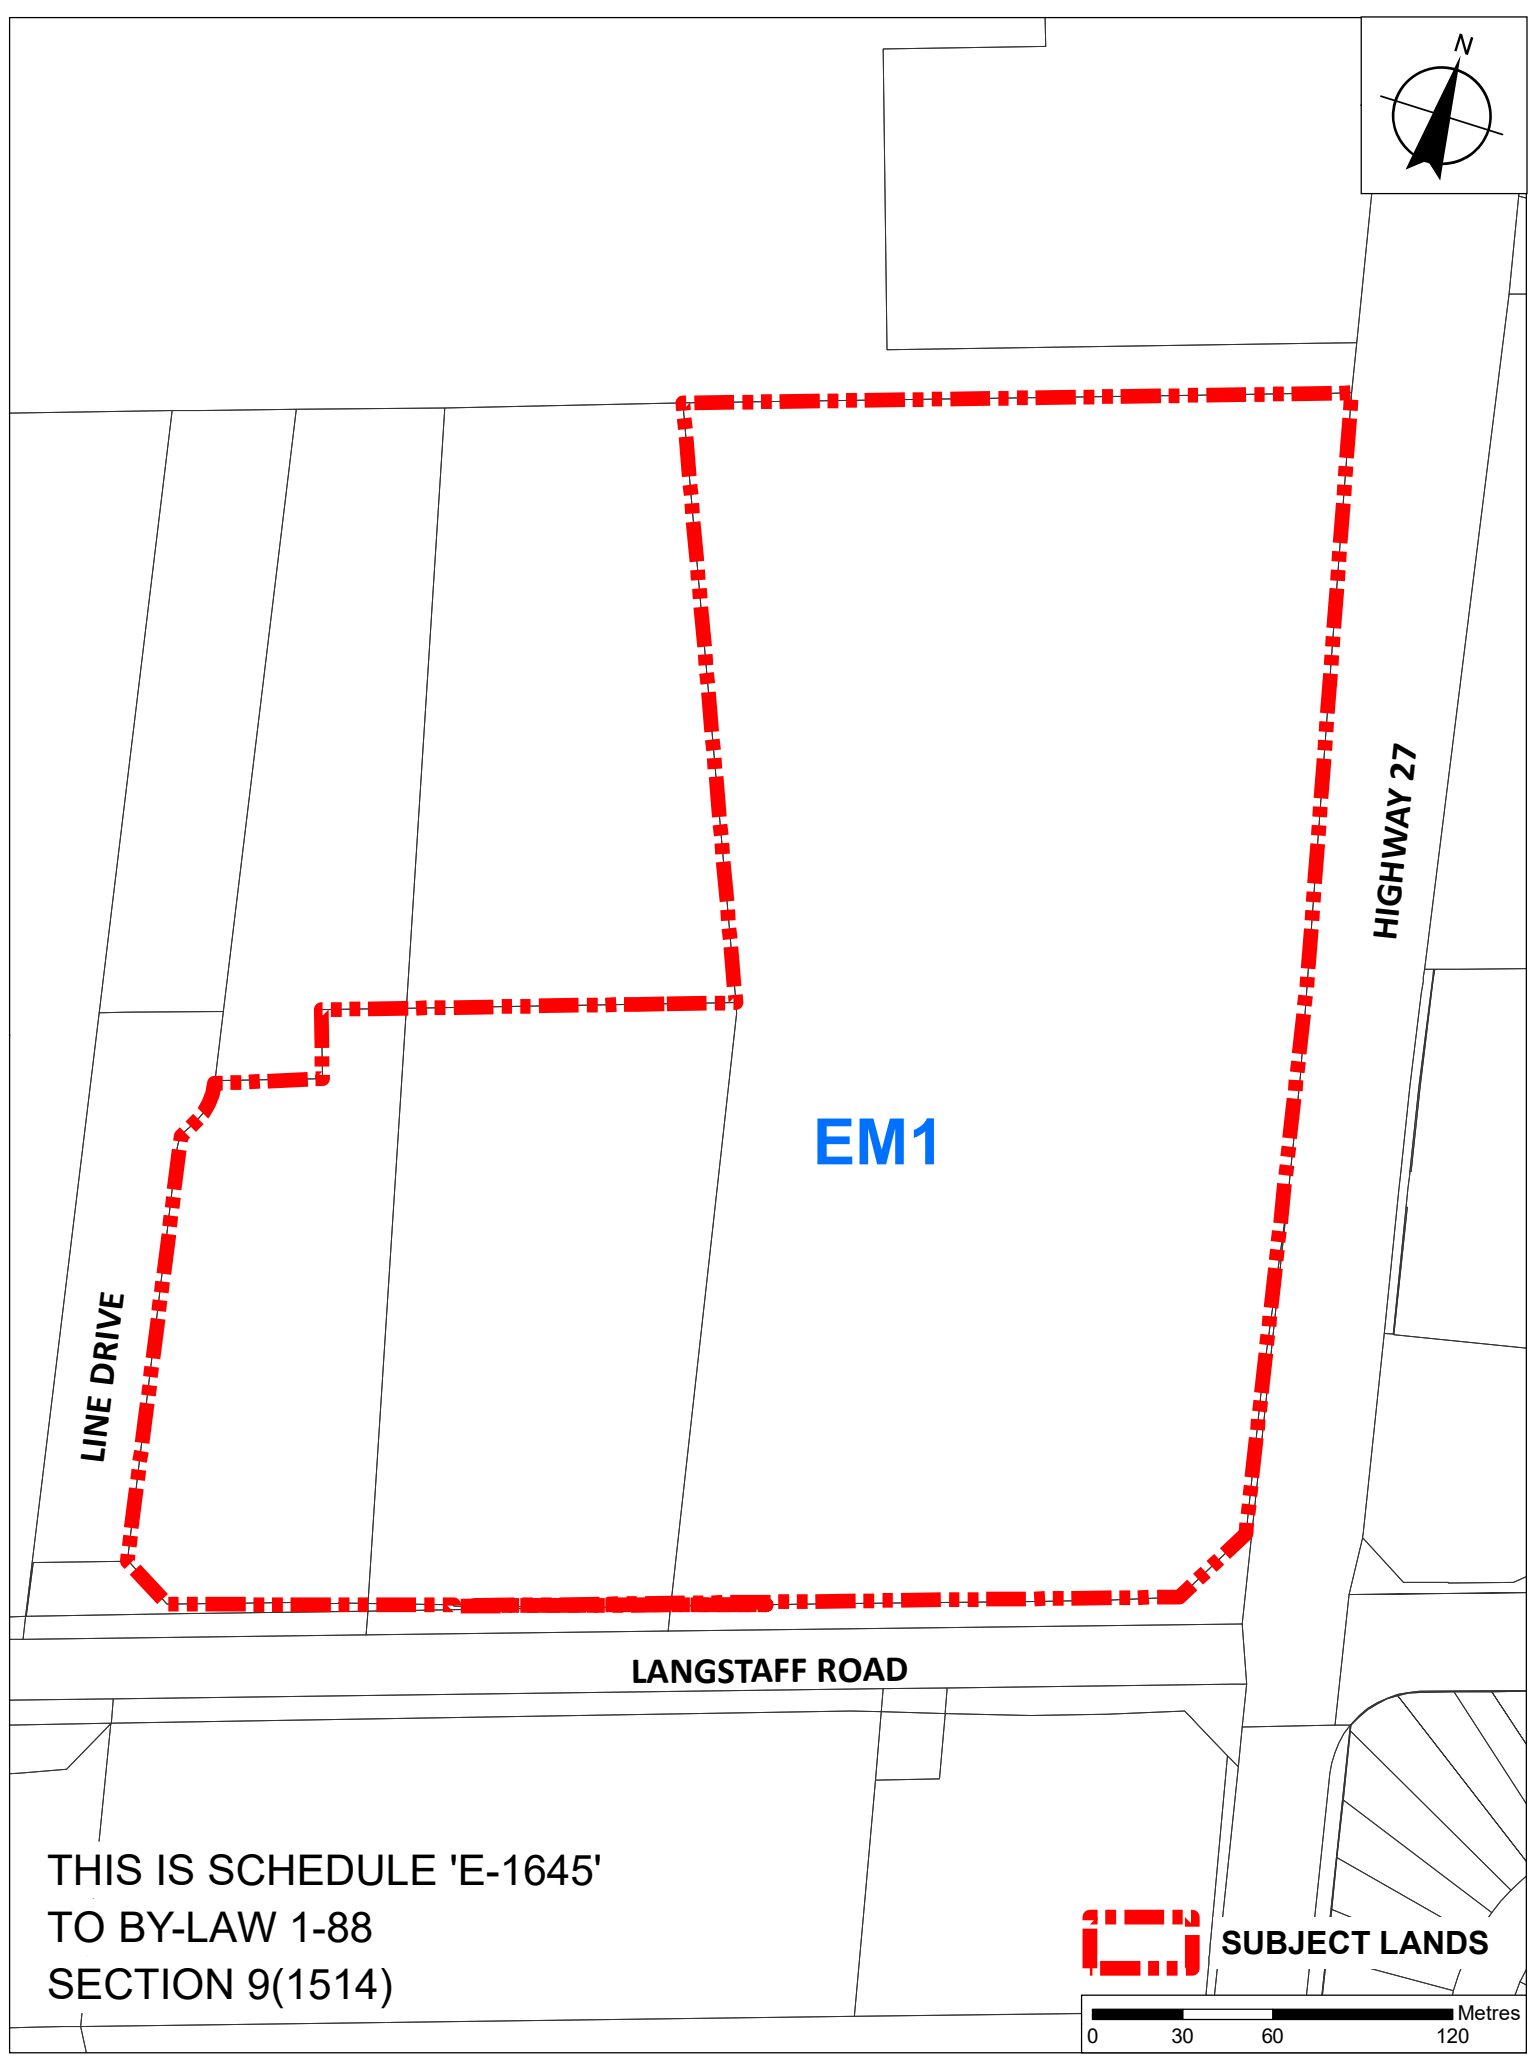 N
HIGHWAY 27
EM1
LINE DRIVE
LANGSTAFF ROAD
THIS IS SCHEDULE 'E-1645'
TO BY-LAW 1-88
SECTION 9(1514)
SUBJECT LANDS
Metres
0 30 60 120